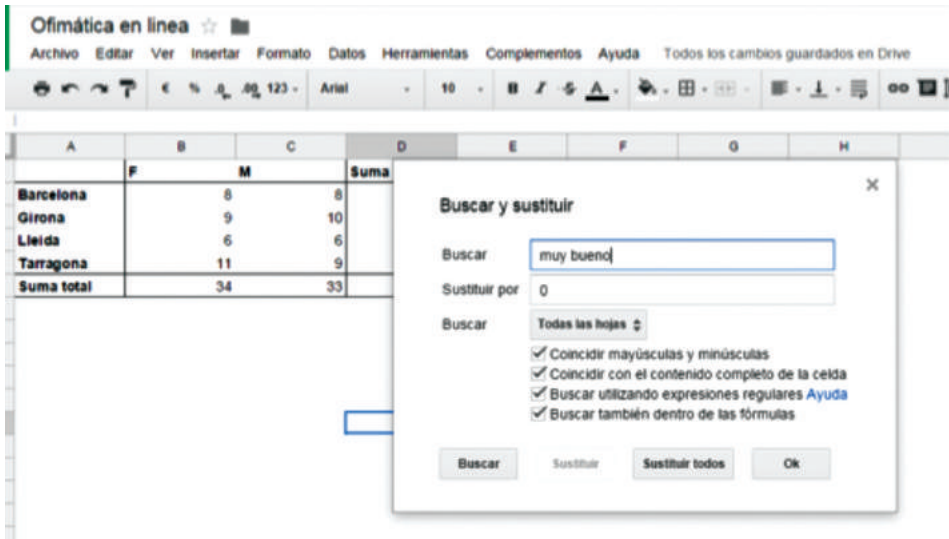 Ofimática en linea
Archivo Editar Ver Insertar Formato Datos Herramientas Complementos Ayuda Todos los cambios guardados en Drive
€ % .0 .00 123 Arial 10 B I S A
A B C D E F G H
F M Suma
Barcelona 8 8
Girona 9 10
Lleida 6 6
Tarragona 11 9
Suma total 34 33
Buscar y sustituir
Buscar muy bueno
Sustituir por 0
Buscar Todas las hojas
Coincidir mayúsculas y minúsculas
Coincidir con el contenido completo de la celda
Buscar utilizando expresiones regulares Ayuda
Buscar también dentro de las fórmulas
Buscar Sustituir Sustituir todos Ok